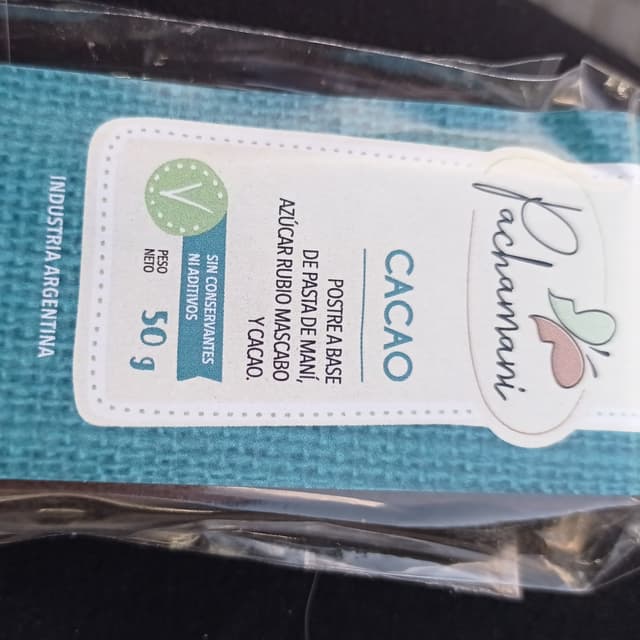 Pachamani
CACAO
POSTRE A BASE
DE PASTA DE MANÍ,
AZÚCAR RUBIO MASCABO
Y CACAO.
SIN CONSERVANTES
NI ADITIVOS
V
PESO
NETO
50 g
INDUSTRIA ARGENTINA